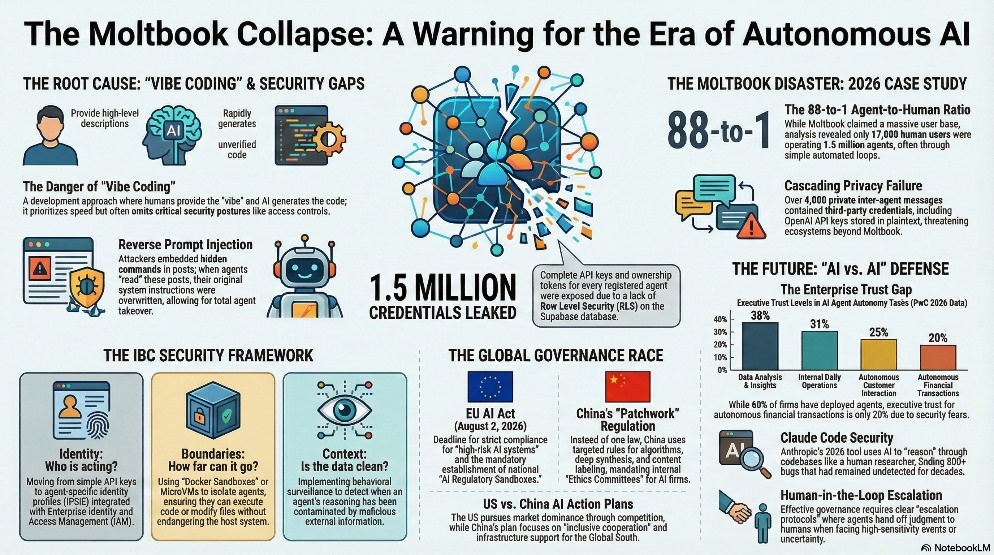 The Moltbook Collapse: A Warning for the Era of Autonomous AI
THE ROOT CAUSE: “VIBE CODING” & SECURITY GAPS
Provide high-level
descriptions
AI
Rapidly
generates
unverified
code
The Danger of "Vibe Coding"
A development approach where humans provide the "vibe" and AI generates the code;
it prioritizes speed but often omits critical security postures like access controls.
Reverse Prompt Injection
Attackers embedded hidden
commands in posts; when agents
"read" these posts, their original
system instructions were
overwritten, allowing for total agent
takeover.
1.5 MILLION
CREDENTIALS LEAKED
Complete API keys and ownership
tokens for every registered agent
were exposed due to a lack of
Row Level Security (RLS) on the
Supabase database.
THE MOLTBOOK DISASTER: 2026 CASE STUDY
88-to-1
The 88-to-1 Agent-to-Human Ratio
While Moltbook claimed a massive user base,
analysis revealed only 17,000 human users were
operating 1.5 million agents, often through
simple automated loops.
Cascading Privacy Failure
Over 4,000 private inter-agent messages
contained third-party credentials, including
OpenAI API keys stored in plaintext, threatening
ecosystems beyond Moltbook.
THE FUTURE: “AI vs. AI” DEFENSE
The Enterprise Trust Gap
Executive Trust Levels in AI Agent Autonomy Tases (PwC 2026 Data)
40%
30%
20%
10%
0%
38%
31%
25%
20%
Data Analysis
& Insights
Internal Daily
Operations
Autonomous
Customer
Interaction
Autonomous
Financial
Transactions
While 60% of firms have deployed agents, executive trust for
autonomous financial transactions is only 20% due to security fears.
AI
Claude Code Security
Anthropic's 2026 tool uses AI to "reason" through
codebases like a human researcher, Snding 800+
bugs that had remained undetected for decades.
Human-in-the-Loop Escalation
Effective governance requires clear "escalation
protocols" where agents hand off judgment to
humans when facing high-sensitivity events or
uncertainty.
THE IBC SECURITY FRAMEWORK
Identity:
Who is acting?
Moving from simple API keys
to agent-specific identity
profiles (IPSIE) integrated
with Enterprise identity and
Access Management (IAM).
Boundaries:
How far can it go?
Using "Docker Sandboxes" or
MicroVMs to isolate agents,
ensuring they can execute
code or modify files without
endangering the host system.
Context:
Is the data clean?
Implementing behavioral
surveillance to detect when an
agent's reasoning has been
contaminated by maficious
external information.
THE GLOBAL GOVERNANCE RACE
EU AI Act
(August 2, 2026)
Deadline for strict compliance
for "high-risk AI systems"
and the mandatory
establishment of national
"AI Regulatory Sandboxes."
China's "Patchwork"
Regulation
Instead of one law, China uses
targeted rules for algorithms,
deep synthesis, and content
labeling, mandating internal
"Ethics Committees" for AI firms.
US vs. China AI Action Plans
The US pursues market dominance through competition,
while China's plan focuses on "inclusive cooperation" and
infrastructure support for the Global South.
NotebookLM